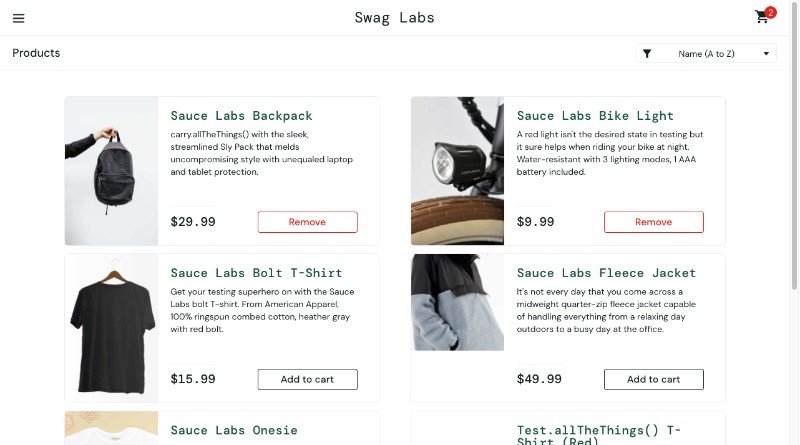 Swag Labs
2
Products
Name (A to Z)
Sauce Labs Backpack
carry.allTheThings() with the sleek,
streamlined Sly Pack that melds
uncompromising style with unequaled laptop
and tablet protection.
$29.99
Remove
Sauce Labs Bike Light
A red light isn't the desired state in testing but
it sure helps when riding your bike at night.
Water-resistant with 3 lighting modes, 1 AAA
battery included.
$9.99
Remove
Sauce Labs Bolt T-Shirt
Get your testing superhero on with the Sauce
Labs bolt T-shirt. From American Apparel,
100% ringspun combed cotton, heather gray
with red bolt.
$15.99
Add to cart
Sauce Labs Fleece Jacket
It's not every day that you come across a
midweight quarter-zip fleece jacket capable
of handling everything from a relaxing day
outdoors to a busy day at the office.
$49.99
Add to cart
Sauce Labs Onesie
Test.allTheThings() T-
Shirt (Red)